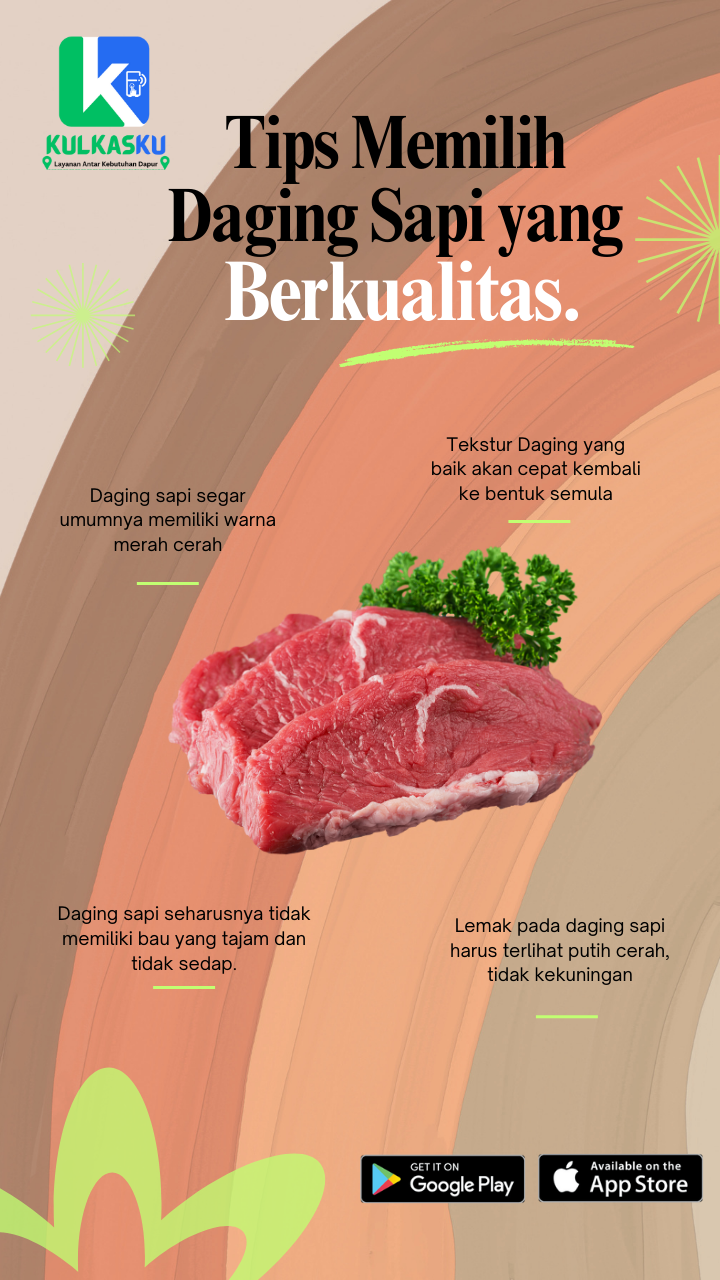 KULKASKU
Layanan Antar Kebutuhan Dapur
Tips Memilih
Daging Sapi yang
Berkualitas.
Tekstur Daging yang
baik akan cepat kembali
ke bentuk semula
Daging sapi segar
umumnya memiliki warna
merah cerah
Daging sapi seharusnya tidak
memiliki bau yang tajam dan
tidak sedap.
Lemak pada daging sapi
harus terlihat putih cerah,
tidak kekuningan
GET IT ON
Google Play
Available on the
App Store